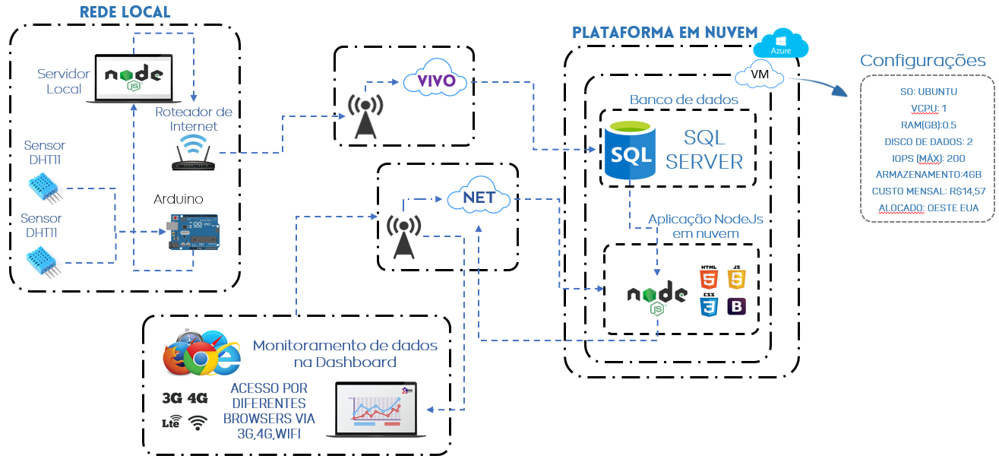 REDE LOCAL
node
JS
Servidor
Local
Roteador de
Internet
Sensor
DHT11
Arduino
Sensor
DHT11
VIVO
NET
PLATAFORMA EM NUVEM
Azure
VM
Banco de dados
SQL
SQL
SERVER
Aplicação NodeJs
em nuvem
node
JS
HTML
5
JS
5
CSS
3
B
Configurações
SO: UBUNTU
VCPU: 1
RAM(GB):0.5
DISCO DE DADOS: 2
IOPS (MÁX): 200
ARMAZENAMENTO:4GB
CUSTO MENSAL: R$14,57
ALOCADO: OESTE EUA
Monitoramento de dados
na Dashboard
3G 4G
Lte
ACESSO POR
DIFERENTES
BROWSERS VIA
3G,4G,WIFI